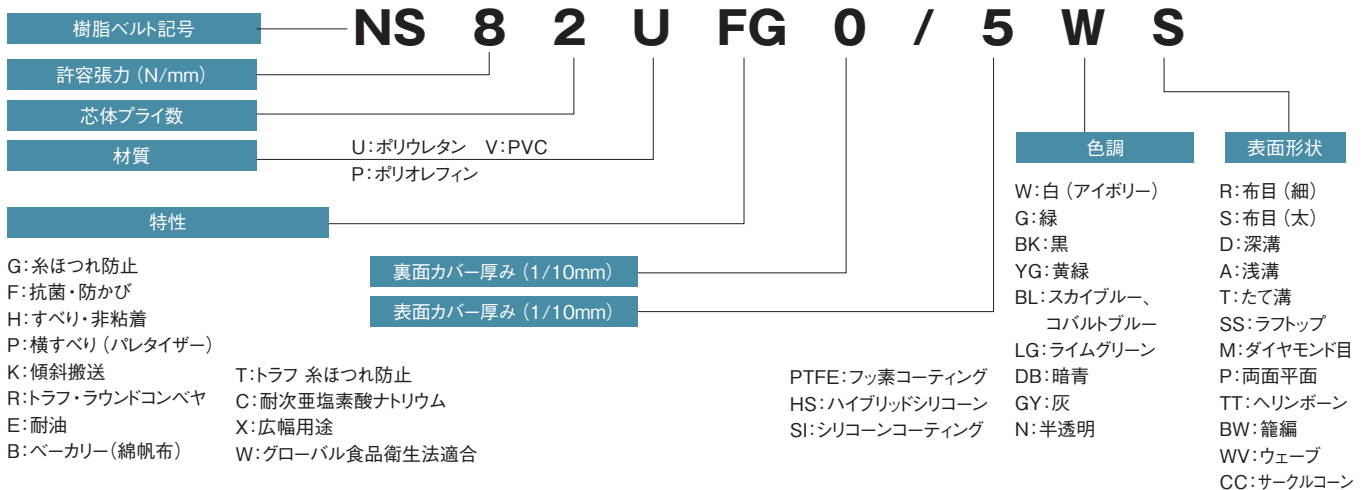 樹脂ベルト記号
NS 8 2 U FG 0 / 5 W S
許容張力（N/mm）
芯体プライ数
材質
U：ポリウレタン　V：PVC
P：ポリオレフィン
特性
G：糸ほつれ防止
F：抗菌・防かび
H：すべり・非粘着
P：横すべり（パレタイザー）
K：傾斜搬送
R：トラフ・ラウンドコンベヤ
E：耐油
B：ベーカリー（綿帆布）
T：トラフ 糸ほつれ防止
C：耐次亜塩素酸ナトリウム
X：広幅用途
W：グローバル食品衛生法適合
裏面カバー厚み（1/10mm）
表面カバー厚み（1/10mm）
PTFE：フッ素コーティング
HS：ハイブリッドシリコーン
SI：シリコーンコーティング
色調
W：白（アイボリー）
G：緑
BK：黒
YG：黄緑
BL：スカイブルー、
コバルトブルー
LG：ライムグリーン
DB：暗青
GY：灰
N：半透明
表面形状
R：布目（細）
S：布目（太）
D：深溝
A：浅溝
T：たて溝
SS：ラフトップ
M：ダイヤモンド目
P：両面平面
TT：ヘリンボーン
BW：籠編
WV：ウェーブ
CC：サークルコーン